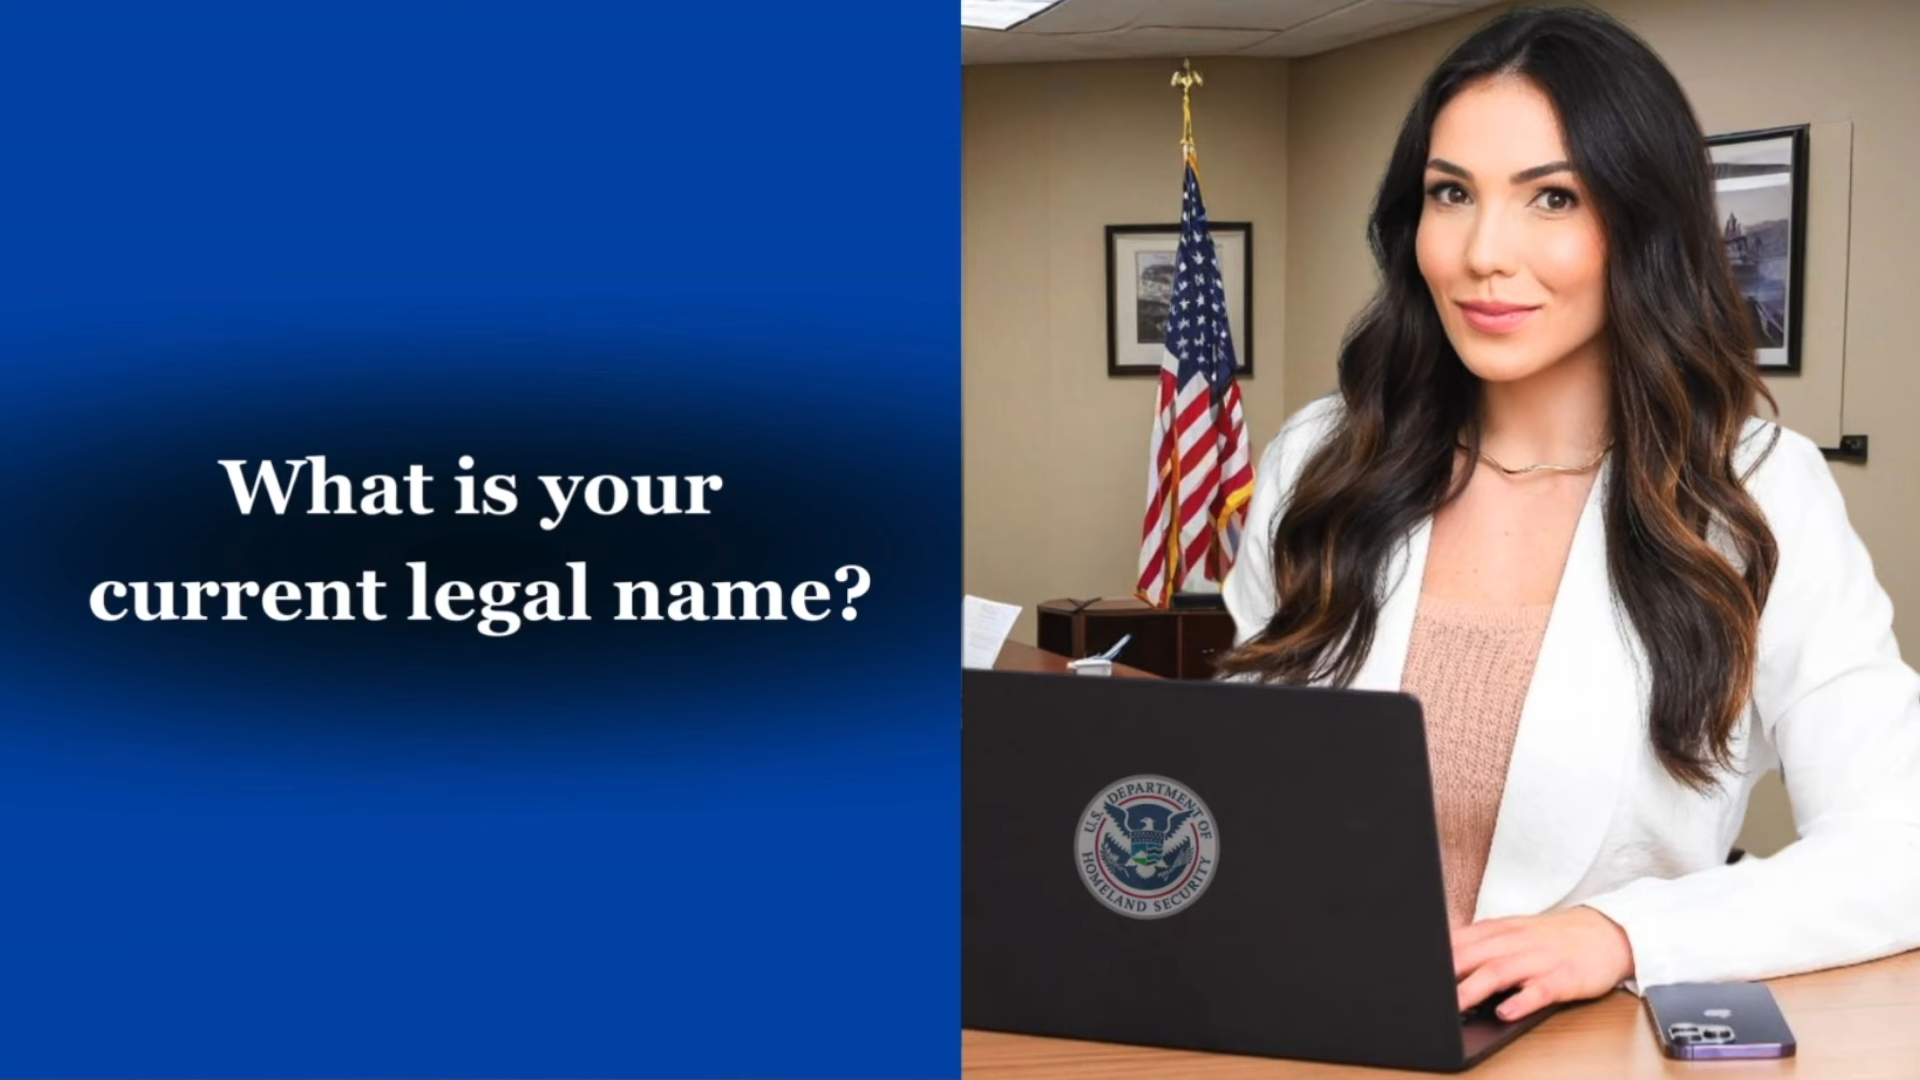 What is your
current legal name?
U.S. DEPARTMENT OF
HOMELAND SECURITY